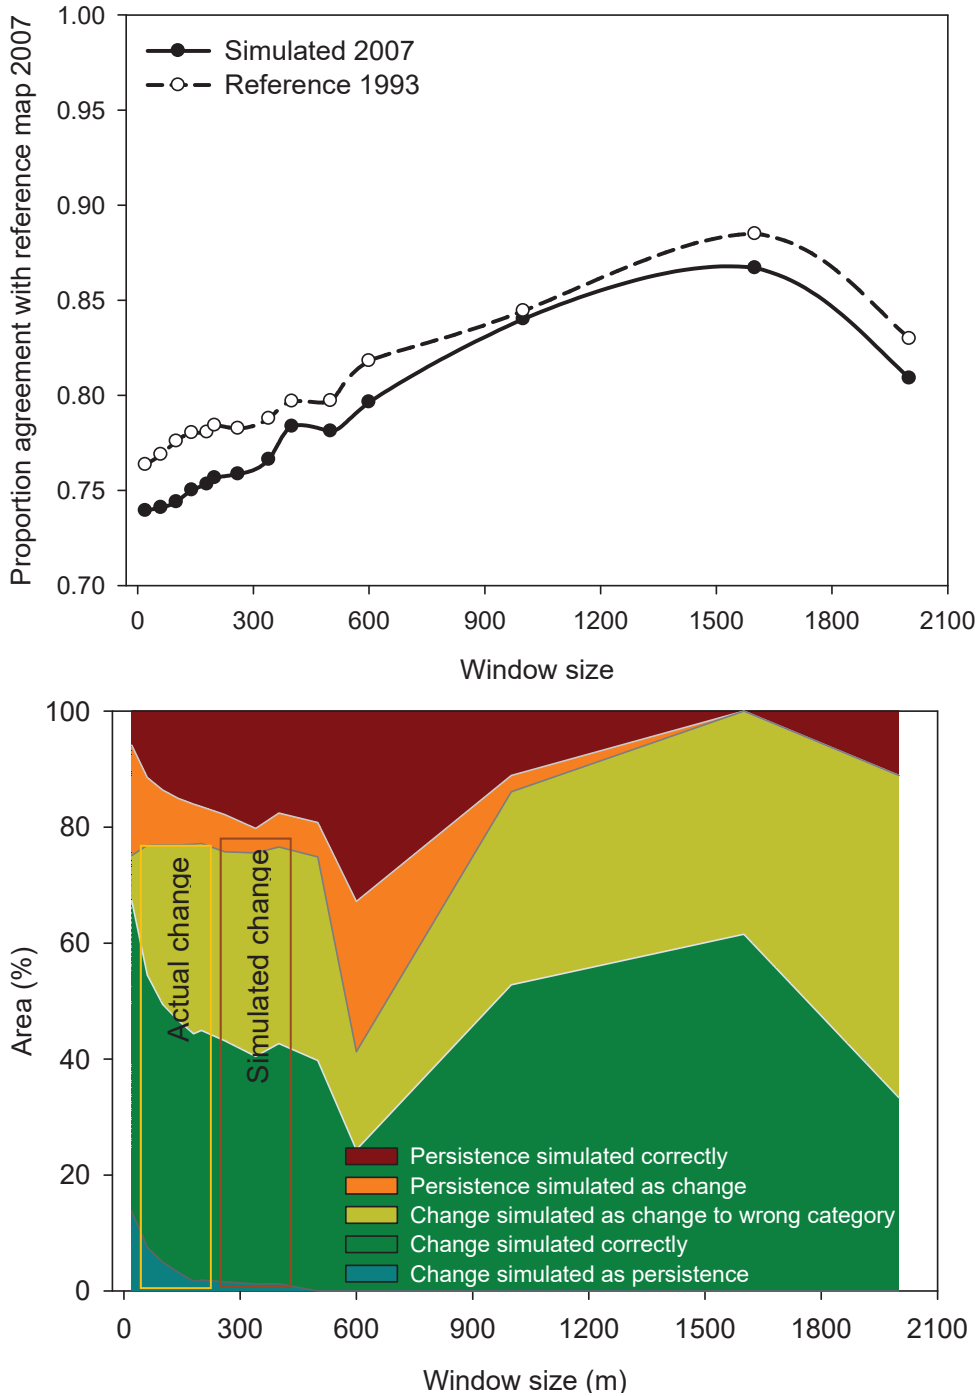 Proportion agreement with reference map 2007
1.00
0.95
0.90
0.85
0.80
0.75
0.70
Simulated 2007
Reference 1993
0 300 600 900 1200 1500 1800 2100
Window size
Area (%)
100
80
60
40
20
0
Actual change
Simulated change
Persistence simulated correctly
Persistence simulated as change
Change simulated as change to wrong category
Change simulated correctly
Change simulated as persistence
0 300 600 900 1200 1500 1800 2100
Window size (m)